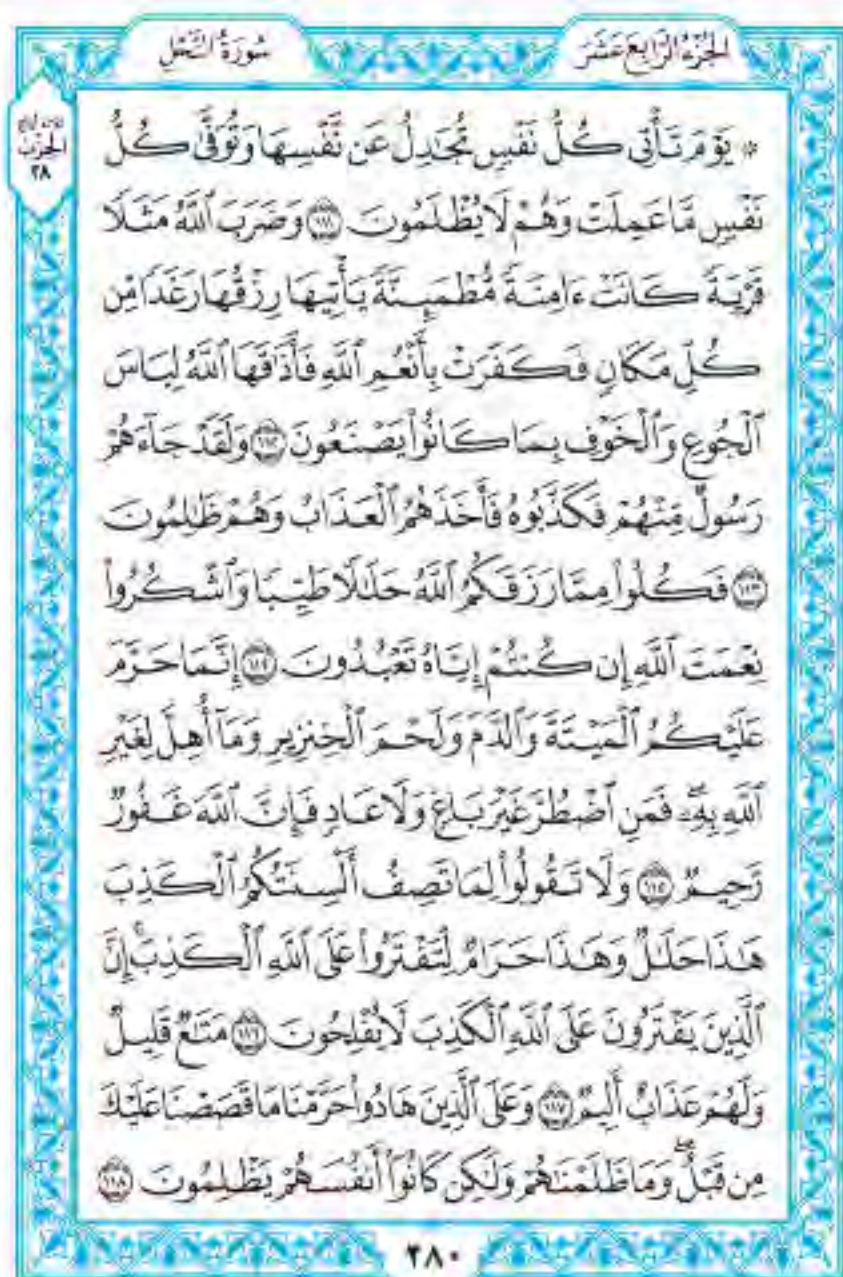 الجزء الرابع عشر
سورة النحل
الحزب
٢٨
۞ يَوْمَ تَأْتِى كُلُّ نَفْسٍ تُجَٰدِلُ عَن نَّفْسِهَا وَتُوَفَّىٰ كُلُّ
نَفْسٍ مَّا عَمِلَتْ وَهُمْ لَا يُظْلَمُونَ ۝١١١ وَضَرَبَ ٱللَّهُ مَثَلًا
قَرْيَةً كَانَتْ ءَامِنَةً مُّطْمَئِنَّةً يَأْتِيهَا رِزْقُهَا رَغَدًا مِّن
كُلِّ مَكَانٍ فَكَفَرَتْ بِأَنْعُمِ ٱللَّهِ فَأَذَٰقَهَا ٱللَّهُ لِبَاسَ
ٱلْجُوعِ وَٱلْخَوْفِ بِمَا كَانُوا۟ يَصْنَعُونَ ۝١١٢ وَلَقَدْ جَآءَهُمْ
رَسُولٌ مِّنْهُمْ فَكَذَّبُوهُ فَأَخَذَهُمُ ٱلْعَذَابُ وَهُمْ ظَٰلِمُونَ
۝١١٣ فَكُلُوا۟ مِمَّا رَزَقَكُمُ ٱللَّهُ حَلَٰلًا طَيِّبًا وَٱشْكُرُوا۟
نِعْمَتَ ٱللَّهِ إِن كُنتُمْ إِيَّاهُ تَعْبُدُونَ ۝١١٤ إِنَّمَا حَرَّمَ
عَلَيْكُمُ ٱلْمَيْتَةَ وَٱلدَّمَ وَلَحْمَ ٱلْخِنزِيرِ وَمَآ أُهِلَّ لِغَيْرِ
ٱللَّهِ بِهِۦ ۖ فَمَنِ ٱضْطُرَّ غَيْرَ بَاغٍ وَلَا عَادٍ فَإِنَّ ٱللَّهَ غَفُورٌ
رَّحِيمٌ ۝١١٥ وَلَا تَقُولُوا۟ لِمَا تَصِفُ أَلْسِنَتُكُمُ ٱلْكَذِبَ
هَٰذَا حَلَٰلٌ وَهَٰذَا حَرَامٌ لِّتَفْتَرُوا۟ عَلَى ٱللَّهِ ٱلْكَذِبَ ۚ إِنَّ
ٱلَّذِينَ يَفْتَرُونَ عَلَى ٱللَّهِ ٱلْكَذِبَ لَا يُفْلِحُونَ ۝١١٦ مَتَٰعٌ قَلِيلٌ
وَلَهُمْ عَذَابٌ أَلِيمٌ ۝١١٧ وَعَلَى ٱلَّذِينَ هَادُوا۟ حَرَّمْنَا مَا قَصَصْنَا عَلَيْكَ
مِن قَبْلُ ۖ وَمَا ظَلَمْنَٰهُمْ وَلَٰكِن كَانُوٓا۟ أَنفُسَهُمْ يَظْلِمُونَ ۝١١٨
٢٨٠